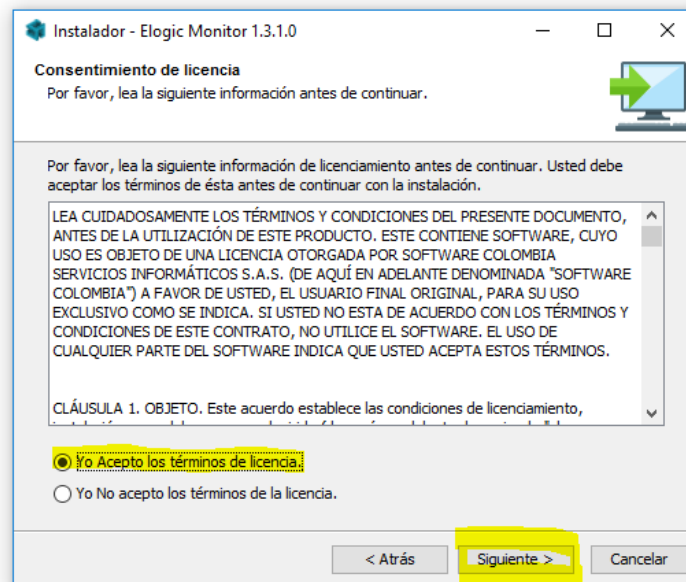 Instalador - Elogic Monitor 1.3.1.0
Consentimiento de licencia
Por favor, lea la siguiente información antes de continuar.
Por favor, lea la siguiente información de licenciamiento antes de continuar. Usted debe
aceptar los términos de ésta antes de continuar con la instalación.
LEA CUIDADOSAMENTE LOS TÉRMINOS Y CONDICIONES DEL PRESENTE DOCUMENTO,
ANTES DE LA UTILIZACIÓN DE ESTE PRODUCTO. ESTE CONTIENE SOFTWARE, CUYO
USO ES OBJETO DE UNA LICENCIA OTORGADA POR SOFTWARE COLOMBIA
SERVICIOS INFORMÁTICOS S.A.S. (DE AQUÍ EN ADELANTE DENOMINADA "SOFTWARE
COLOMBIA") A FAVOR DE USTED, EL USUARIO FINAL ORIGINAL, PARA SU USO
EXCLUSIVO COMO SE INDICA. SI USTED NO ESTA DE ACUERDO CON LOS TÉRMINOS Y
CONDICIONES DE ESTE CONTRATO, NO UTILICE EL SOFTWARE. EL USO DE
CUALQUIER PARTE DEL SOFTWARE INDICA QUE USTED ACEPTA ESTOS TÉRMINOS.
CLÁUSULA 1. OBJETO. Este acuerdo establece las condiciones de licenciamiento,
Yo Acepto los términos de licencia.
Yo No acepto los términos de la licencia.
< Atrás Siguiente > Cancelar